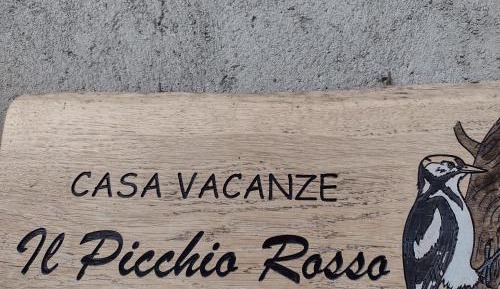 CASA VACANZE
Il Picchio Rosso